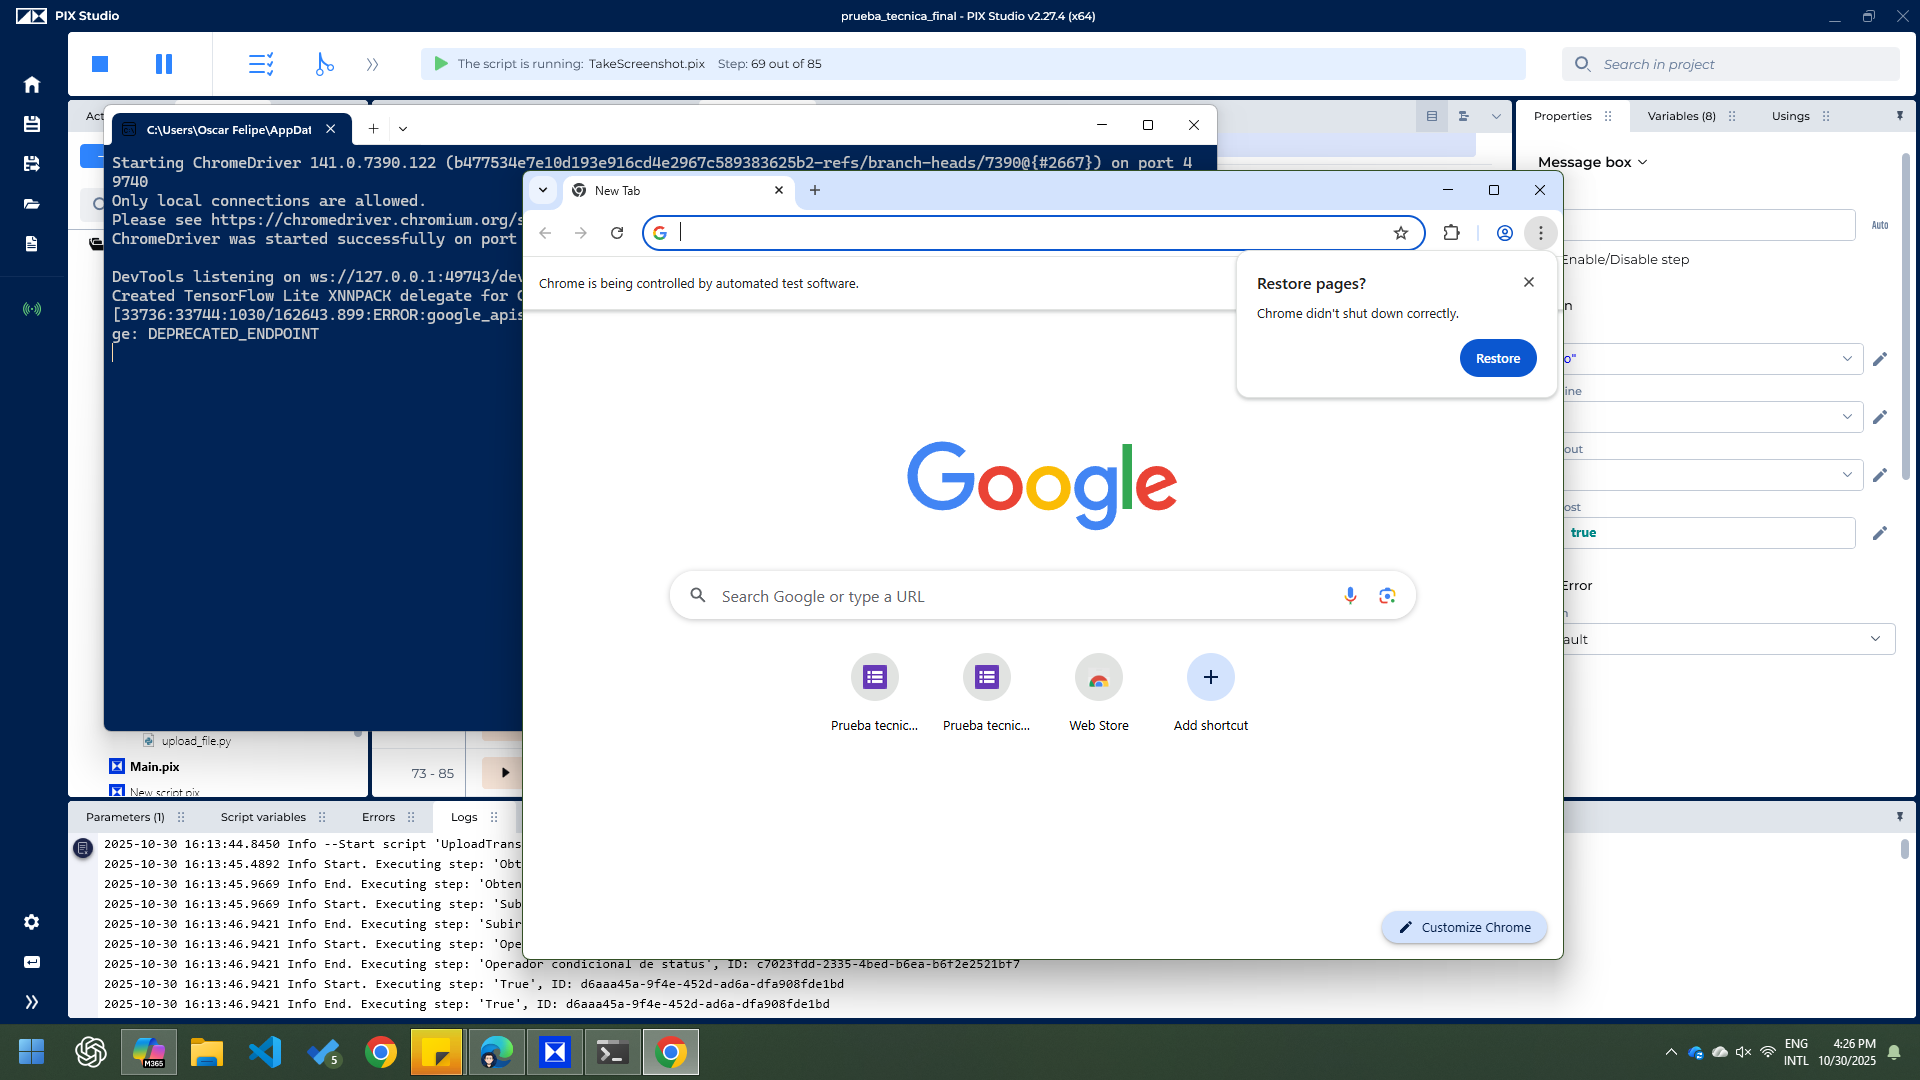 PIX Studio
prueba_tecnica_final - PIX Studio v2.27.4 (x64)
The script is running: TakeScreenshot.pix Step: 69 out of 85
Search in project
Act
C:\Users\Oscar Felipe\AppDat
Properties
Variables (8)
Usings
Starting ChromeDriver 141.0.7390.122 (b477534e7e10d193e916cd4e2967c589383625b2-refs/branch-heads/7390@{#2667}) on port 4
9740
Only local connections are allowed.
Please see https://chromedriver.chromium.org/s
ChromeDriver was started successfully on port
DevTools listening on ws://127.0.0.1:49743/dev
Created TensorFlow Lite XNNPACK delegate for C
[33736:33744:1030/162643.899:ERROR:google_apis
ge: DEPRECATED_ENDPOINT
Message box
Auto
Enable/Disable step
n
o"
ine
out
ost
true
Error
n
ault
New Tab
Chrome is being controlled by automated test software.
Restore pages?
Chrome didn't shut down correctly.
Restore
Google
Search Google or type a URL
Prueba tecnic...
Prueba tecnic...
Web Store
Add shortcut
Customize Chrome
upload_file.py
Main.pix
New script.pix
73 - 85
Parameters (1)
Script variables
Errors
Logs
2025-10-30 16:13:44.8450 Info --Start script 'UploadTrans
2025-10-30 16:13:45.4892 Info Start. Executing step: 'Obt
2025-10-30 16:13:45.9669 Info End. Executing step: 'Obten
2025-10-30 16:13:45.9669 Info Start. Executing step: 'Sub
2025-10-30 16:13:46.9421 Info End. Executing step: 'Subir
2025-10-30 16:13:46.9421 Info Start. Executing step: 'Ope
2025-10-30 16:13:46.9421 Info End. Executing step: 'Operador condicional de status', ID: c7023fdd-2335-4bed-b6ea-b6f2e2521bf7
2025-10-30 16:13:46.9421 Info Start. Executing step: 'True', ID: d6aaa45a-9f4e-452d-ad6a-dfa908fde1bd
2025-10-30 16:13:46.9421 Info End. Executing step: 'True', ID: d6aaa45a-9f4e-452d-ad6a-dfa908fde1bd
M365
5
ENG
INTL
4:26 PM
10/30/2025